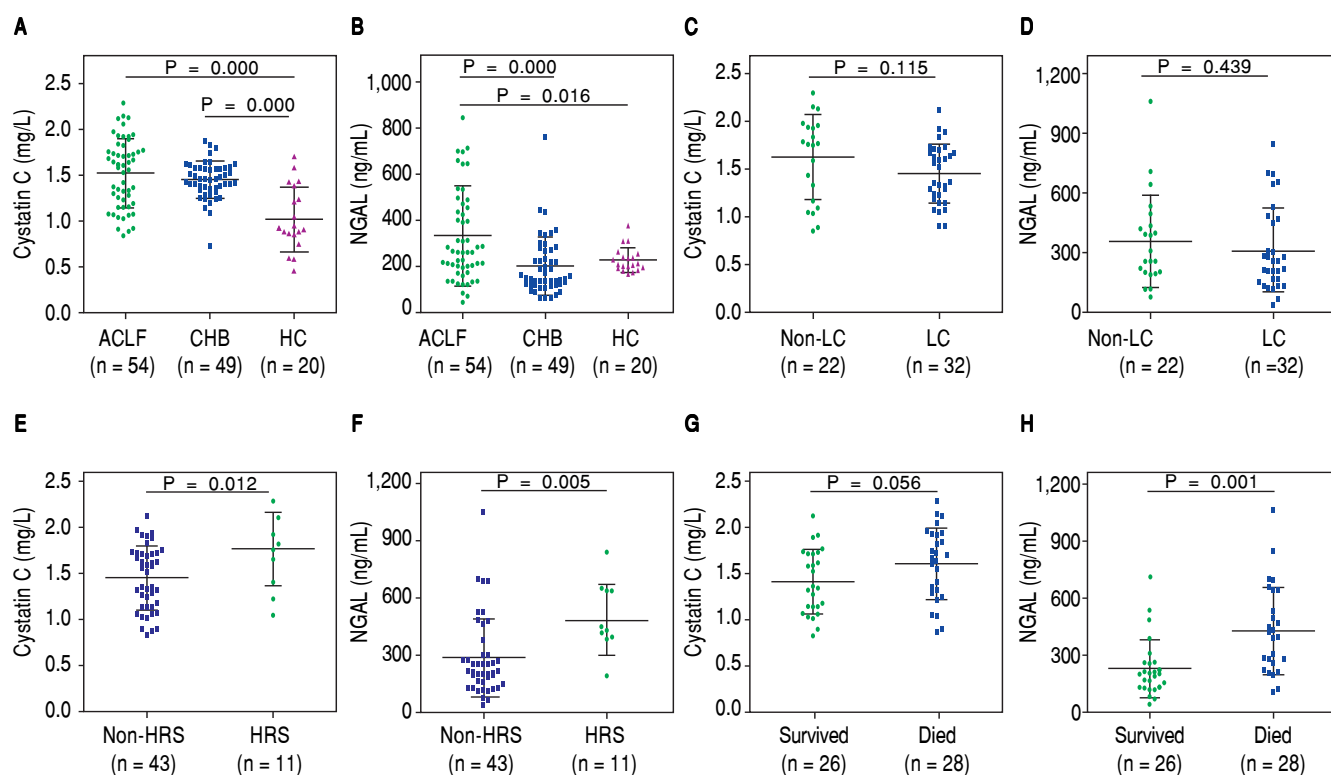 A
Cystatin C (mg/L)
2.5
2.0
1.5
1.0
0.5
0.0
P = 0.000
P = 0.000
ACLF CHB HC
(n = 54) (n = 49) (n = 20)
B
NGAL (ng/mL)
1,000
800
600
400
200
0
P = 0.000
P = 0.016
ACLF CHB HC
(n = 54) (n = 49) (n = 20)
C
Cystatin C (mg/L)
2.5
2.0
1.5
1.0
0.5
0.0
P = 0.115
Non-LC LC
(n = 22) (n = 32)
D
NGAL (ng/mL)
1,200
900
600
300
0
P = 0.439
Non-LC LC
(n = 22) (n =32)
E
Cystatin C (mg/L)
2.5
2.0
1.5
1.0
0.5
0.0
P = 0.012
Non-HRS HRS
(n = 43) (n = 11)
F
NGAL (ng/mL)
1,200
900
600
300
0
P = 0.005
Non-HRS HRS
(n = 43) (n = 11)
G
Cystatin C (mg/L)
2.5
2.0
1.5
1.0
0.5
0.0
P = 0.056
Survived Died
(n = 26) (n = 28)
H
NGAL (ng/mL)
1,200
900
600
300
0
P = 0.001
Survived Died
(n = 26) (n = 28)